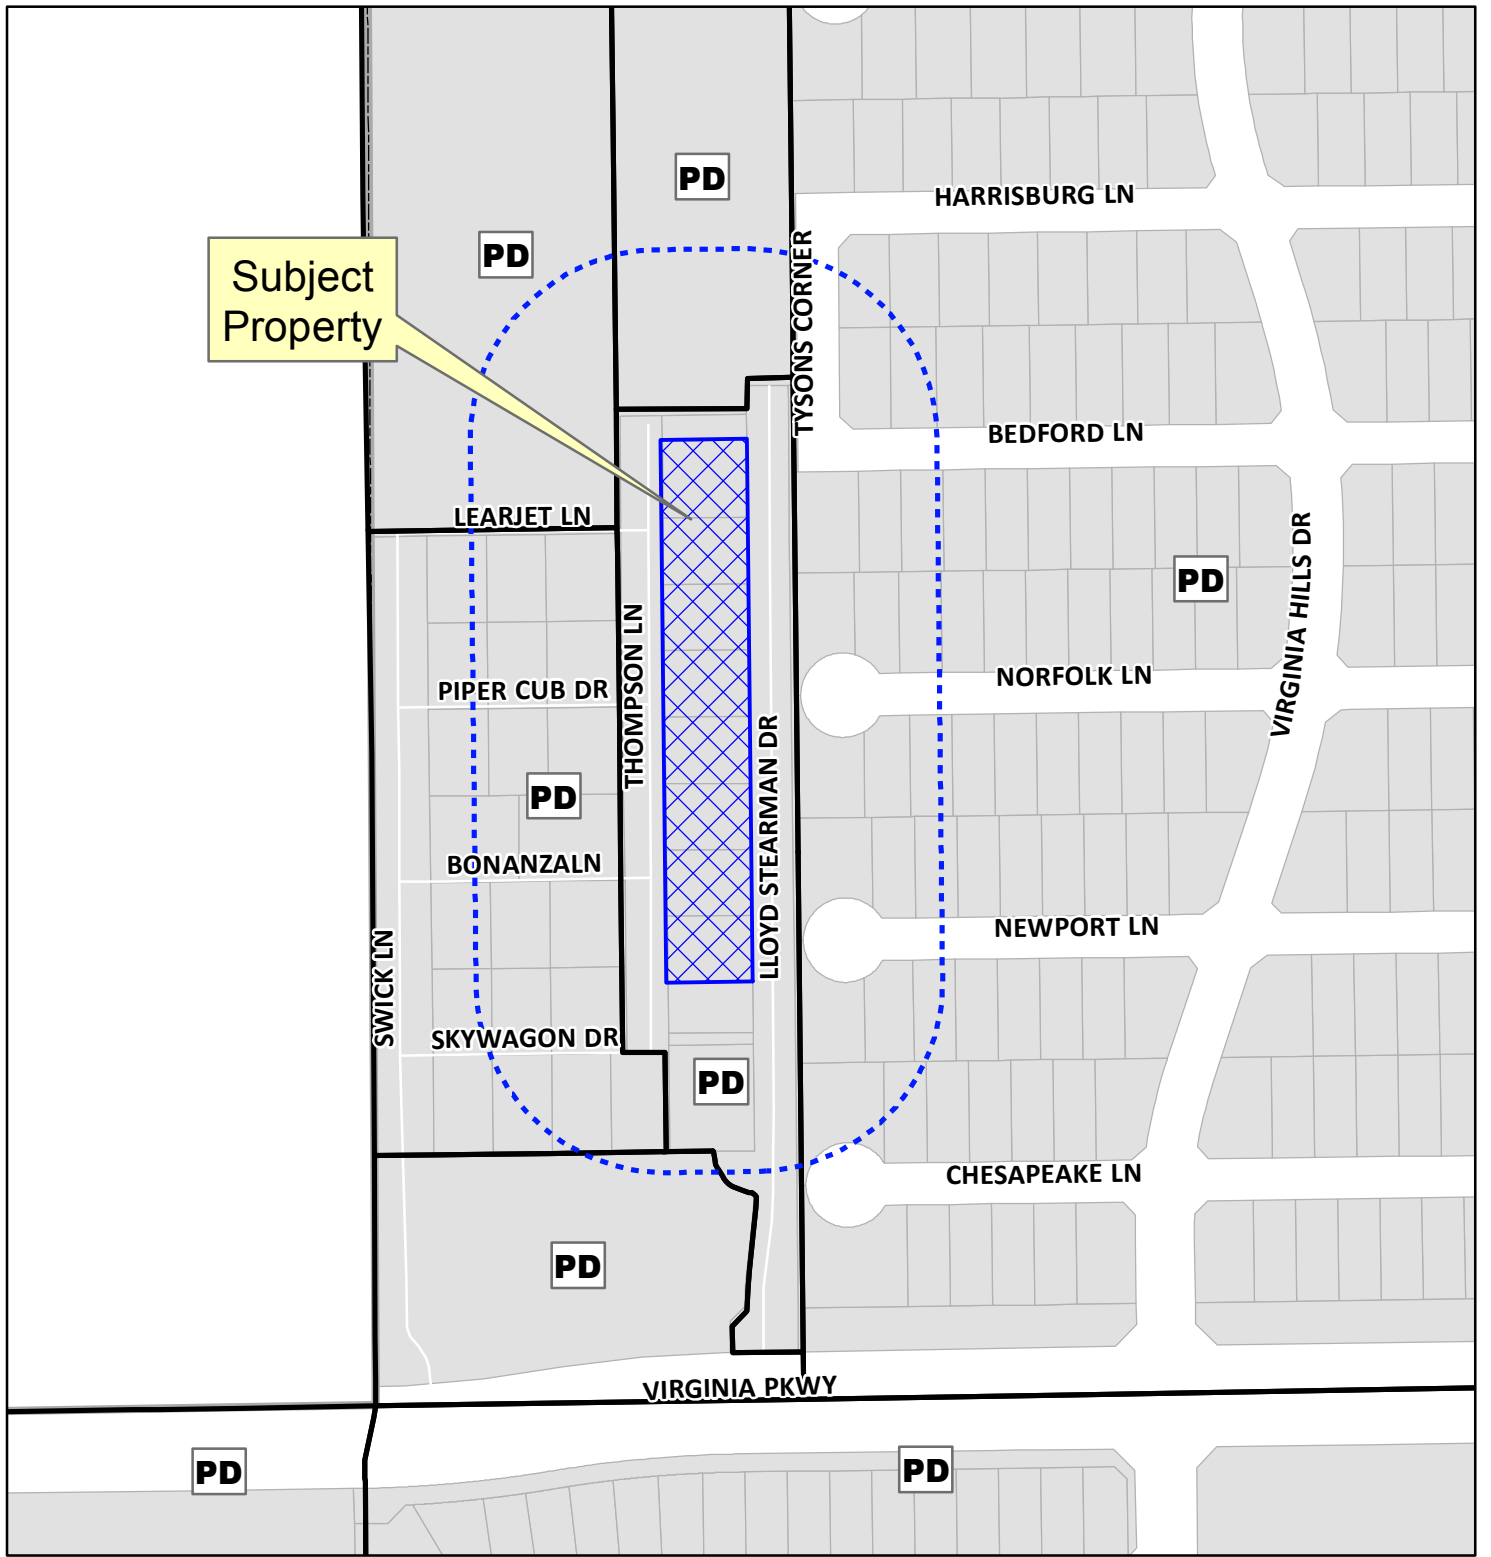 PD
HARRISBURG LN
PD
Subject
Property
TYSONS CORNER
BEDFORD LN
LEARJET LN
PD
VIRGINIA HILLS DR
THOMPSON LN
NORFOLK LN
PIPER CUB DR
LLOYD STEARMAN DR
PD
BONANZALN
NEWPORT LN
SWICK LN
SKYWAGON DR
PD
CHESAPEAKE LN
PD
VIRGINIA PKWY
PD
PD